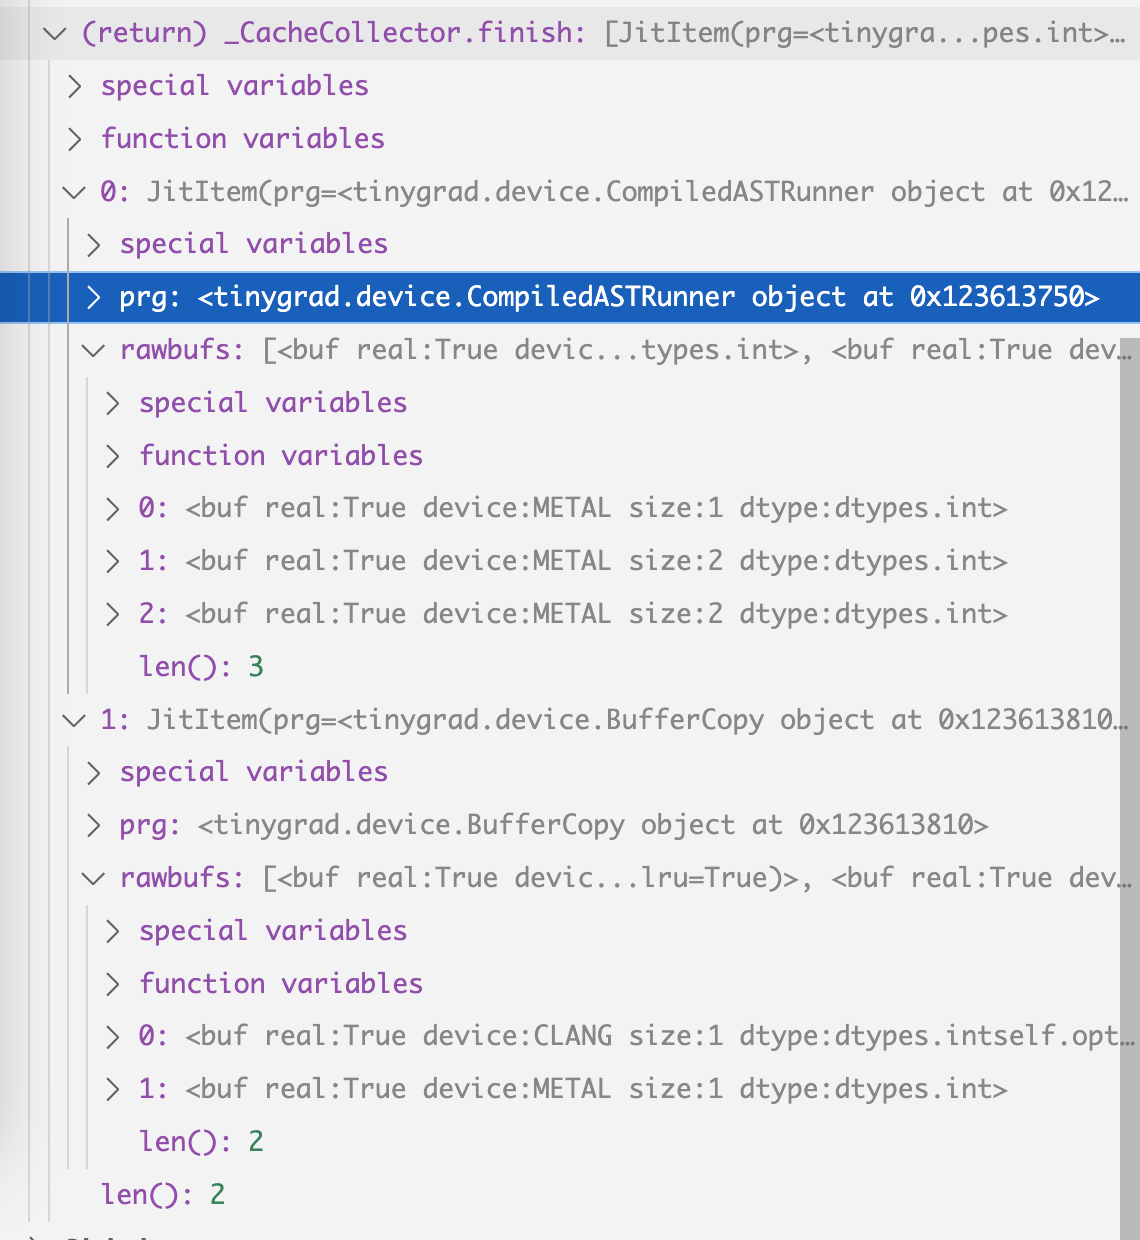 (return) _CacheCollector.finish: [JitItem(prg=<tinygra...pes.int>…
special variables
function variables
0: JitItem(prg=<tinygrad.device.CompiledASTRunner object at 0x12…
special variables
prg: <tinygrad.device.CompiledASTRunner object at 0x123613750>
rawbufs: [<buf real:True devic...types.int>, <buf real:True dev…
special variables
function variables
0: <buf real:True device:METAL size:1 dtype:dtypes.int>
1: <buf real:True device:METAL size:2 dtype:dtypes.int>
2: <buf real:True device:METAL size:2 dtype:dtypes.int>
len(): 3
1: JitItem(prg=<tinygrad.device.BufferCopy object at 0x123613810…
special variables
prg: <tinygrad.device.BufferCopy object at 0x123613810>
rawbufs: [<buf real:True devic...lru=True)>, <buf real:True dev…
special variables
function variables
0: <buf real:True device:CLANG size:1 dtype:dtypes.intself.opt…
1: <buf real:True device:METAL size:1 dtype:dtypes.int>
len(): 2
len(): 2